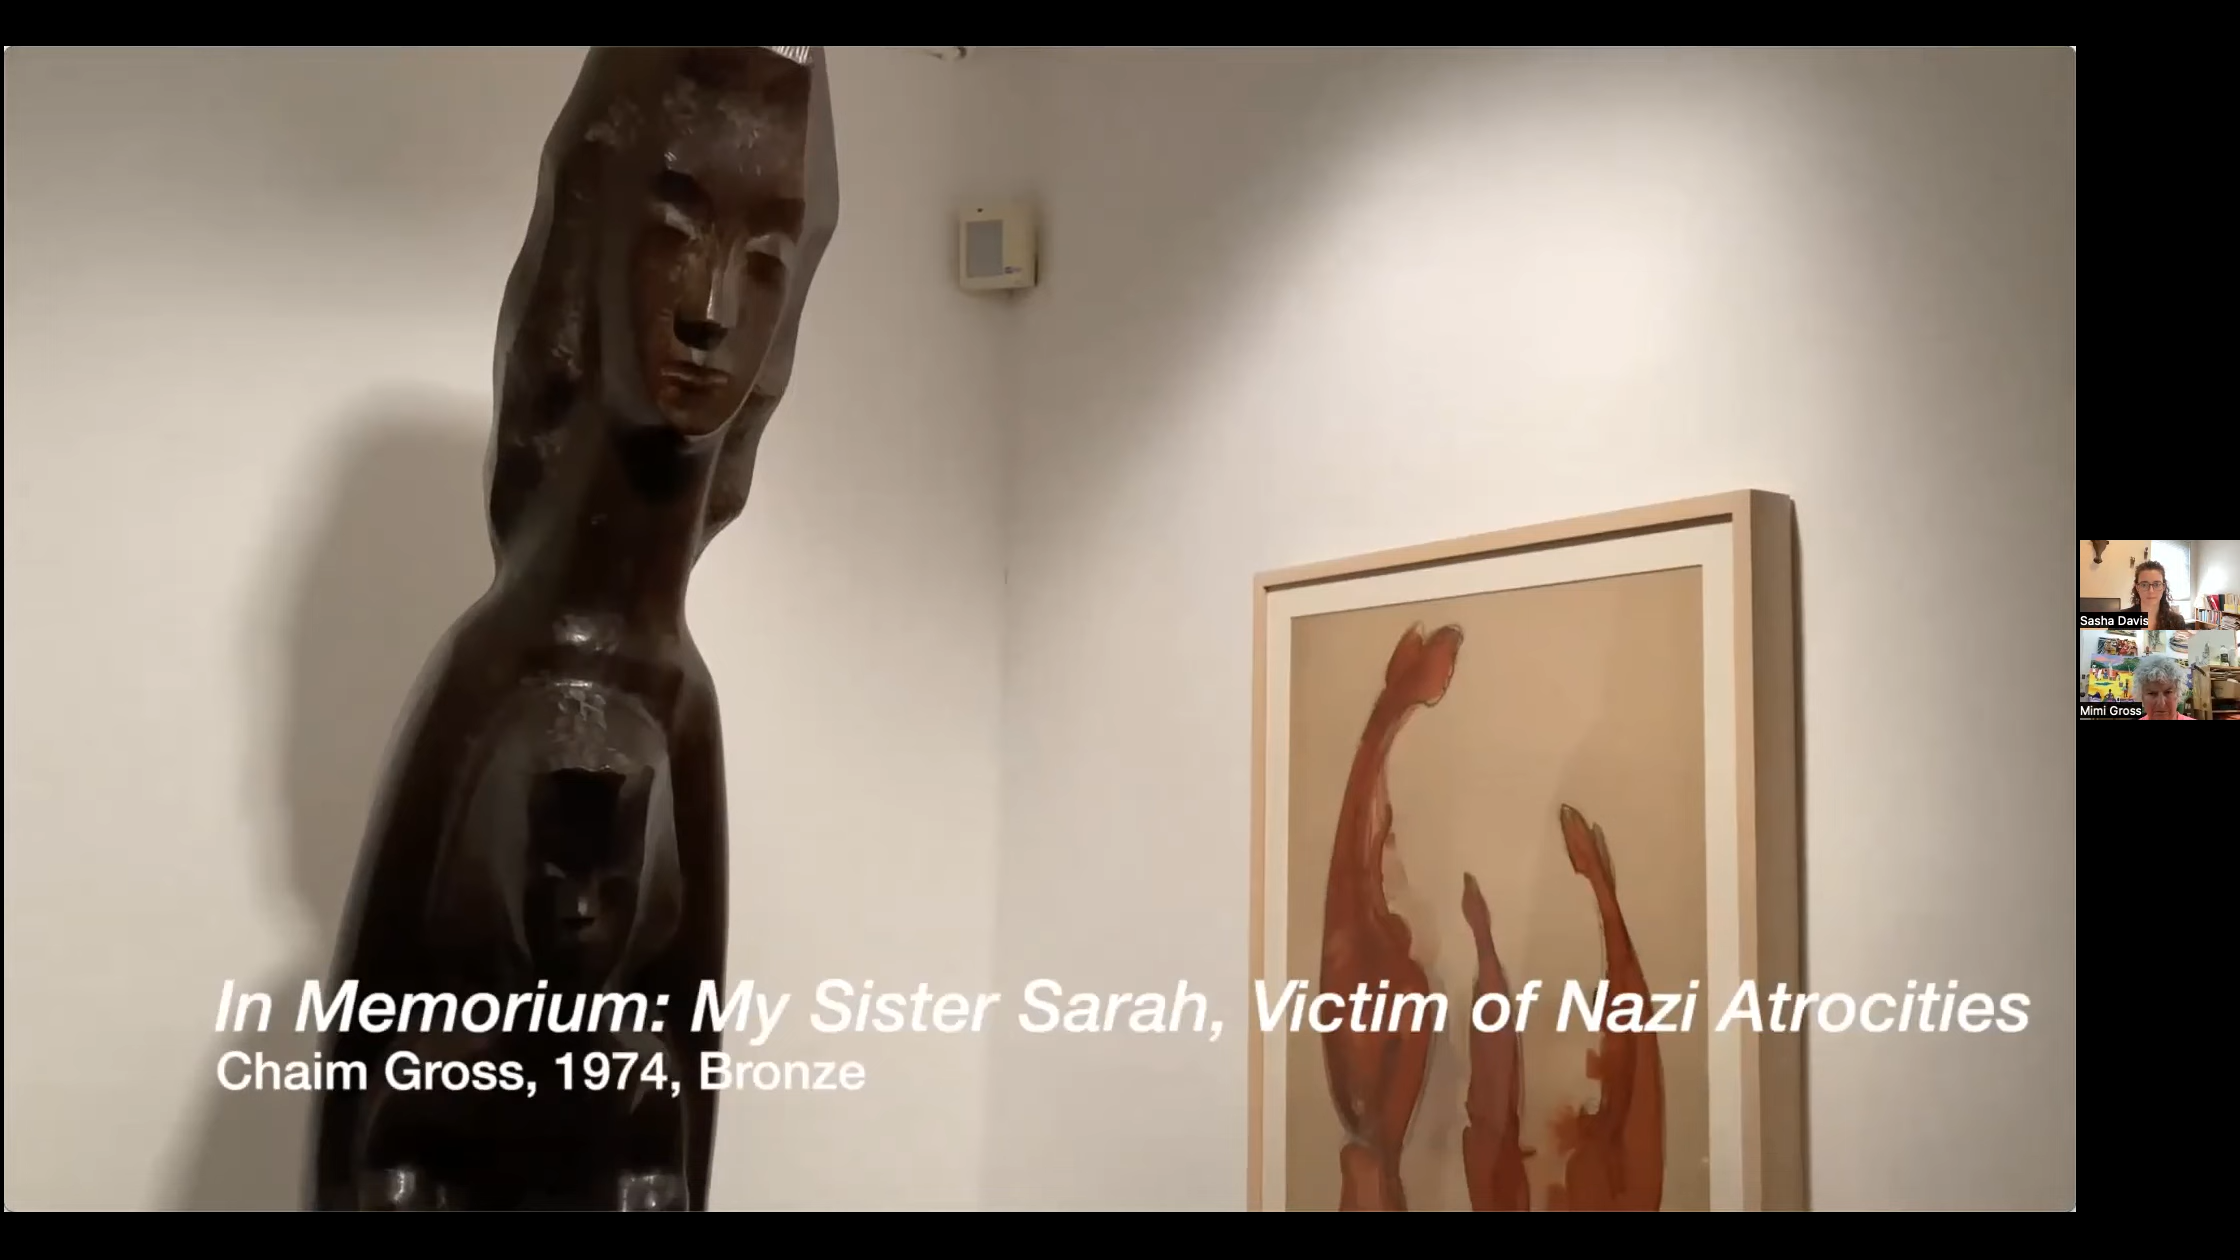 In Memorium: My Sister Sarah, Victim of Nazi Atrocities
Chaim Gross, 1974, Bronze
Sasha Davis
Mimi Gross